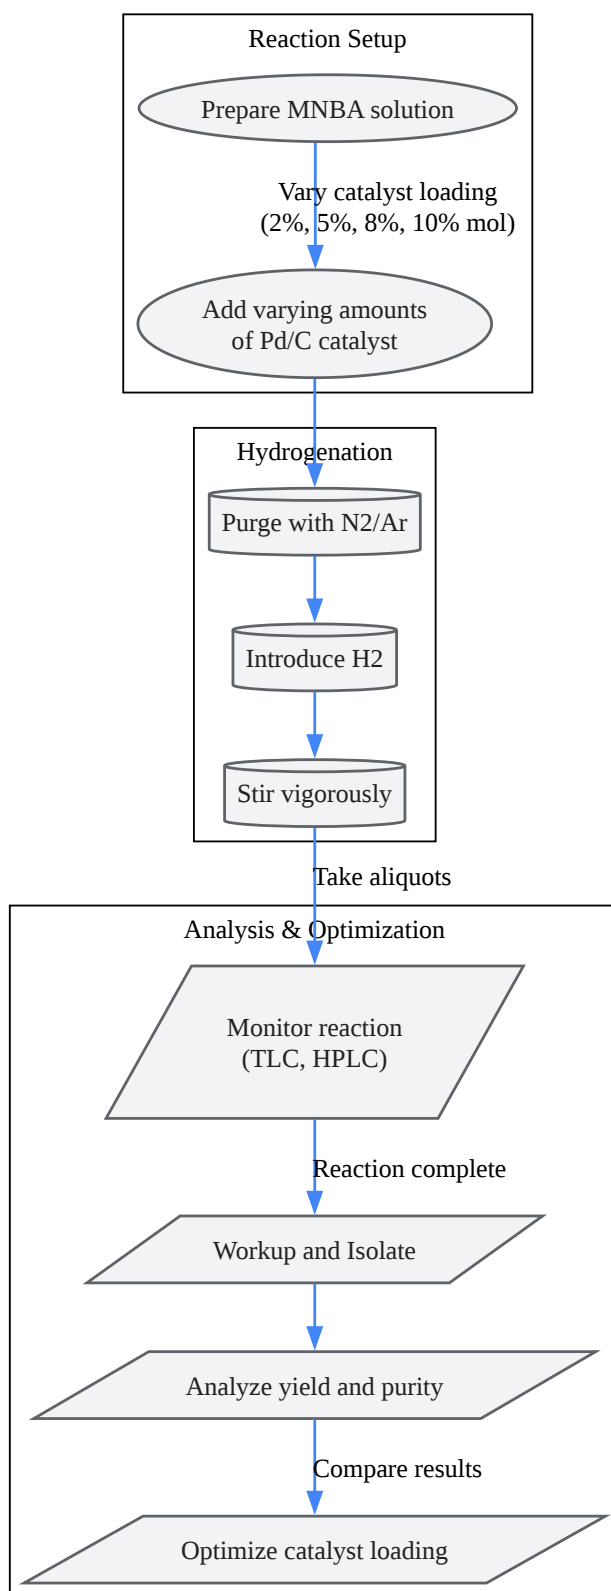 Reaction Setup
Prepare MNBA solution
Vary catalyst loading
(2%, 5%, 8%, 10% mol)
Add varying amounts
of Pd/C catalyst
Hydrogenation
Purge with N2/Ar
Introduce H2
Stir vigorously
Take aliquots
Analysis & Optimization
Monitor reaction
(TLC, HPLC)
Reaction complete
Workup and Isolate
Analyze yield and purity
Compare results
Optimize catalyst loading